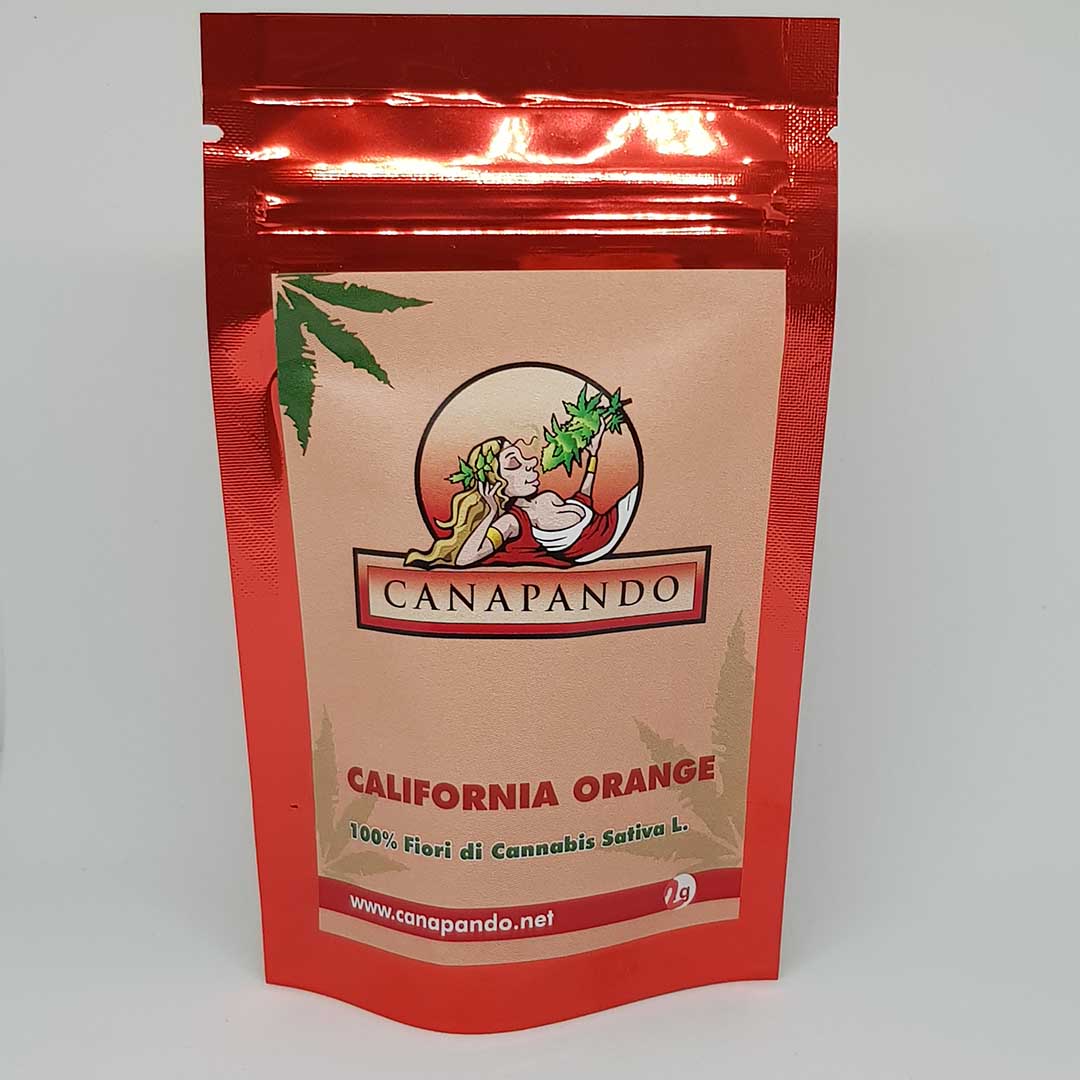 CANAPANDO
CALIFORNIA ORANGE
100% Fiori di Cannabis Sativa L.
www.canapando.net